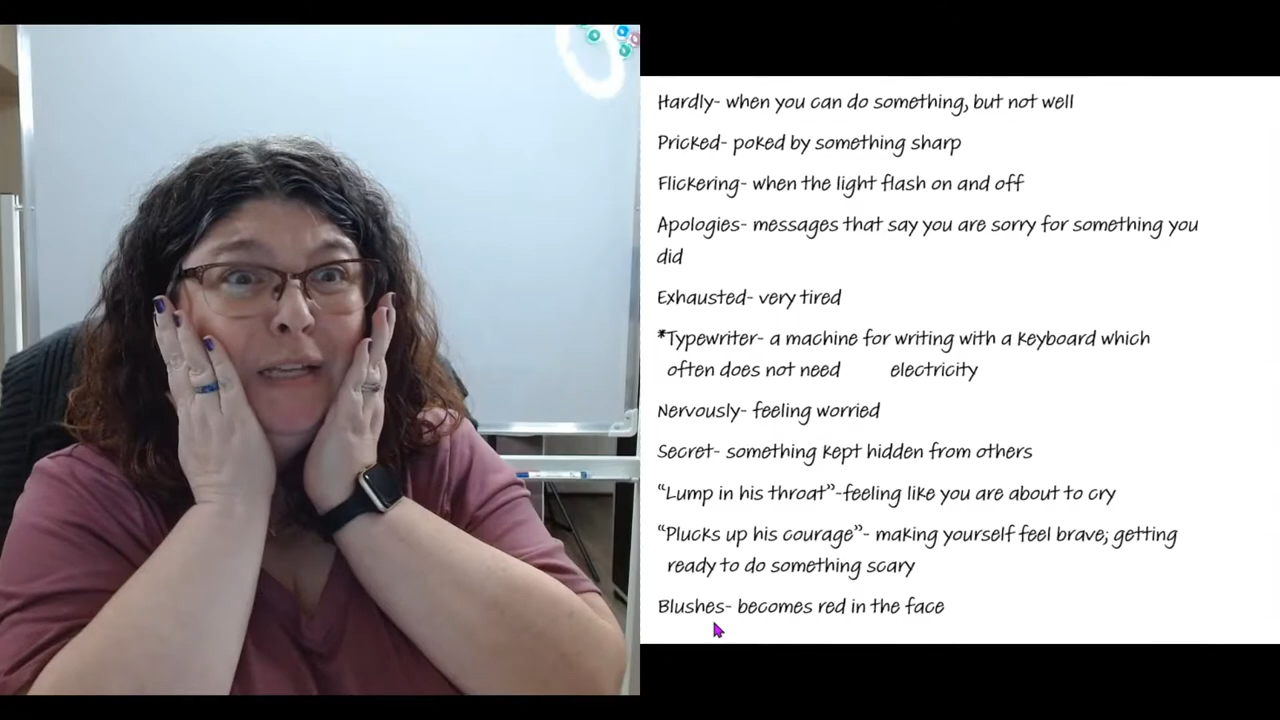 Hardly- when you can do something, but not well
Pricked- poked by something sharp
Flickering- when the light flash on and off
Apologies- messages that say you are sorry for something you
did
Exhausted- very tired
*Typewriter- a machine for writing with a keyboard which
often does not need electricity
Nervously- feeling worried
Secret- something kept hidden from others
“Lump in his throat”-feeling like you are about to cry
“Plucks up his courage”- making yourself feel brave; getting
ready to do something scary
Blushes- becomes red in the face